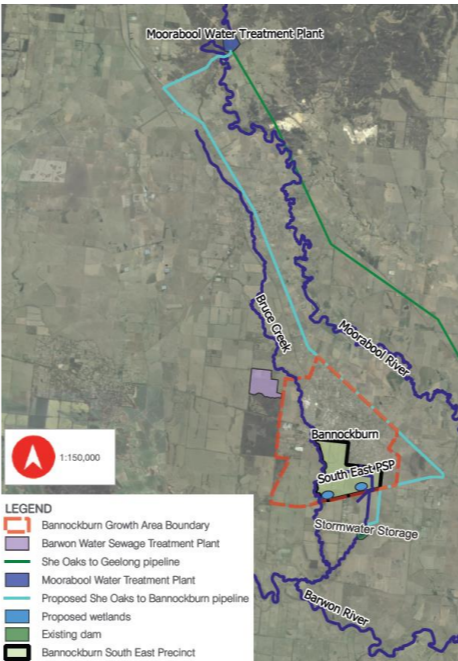 Moorabool Water Treatment Plant
Bruce Creek
Moorabool River
Bannockburn
South East PSP
Stormwater Storage
Barwon River
1:150,000
LEGEND
Bannockburn Growth Area Boundary
Barwon Water Sewage Treatment Plant
She Oaks to Geelong pipeline
Moorabool Water Treatment Plant
Proposed She Oaks to Bannockburn pipeline
Proposed wetlands
Existing dam
Bannockburn South East Precinct